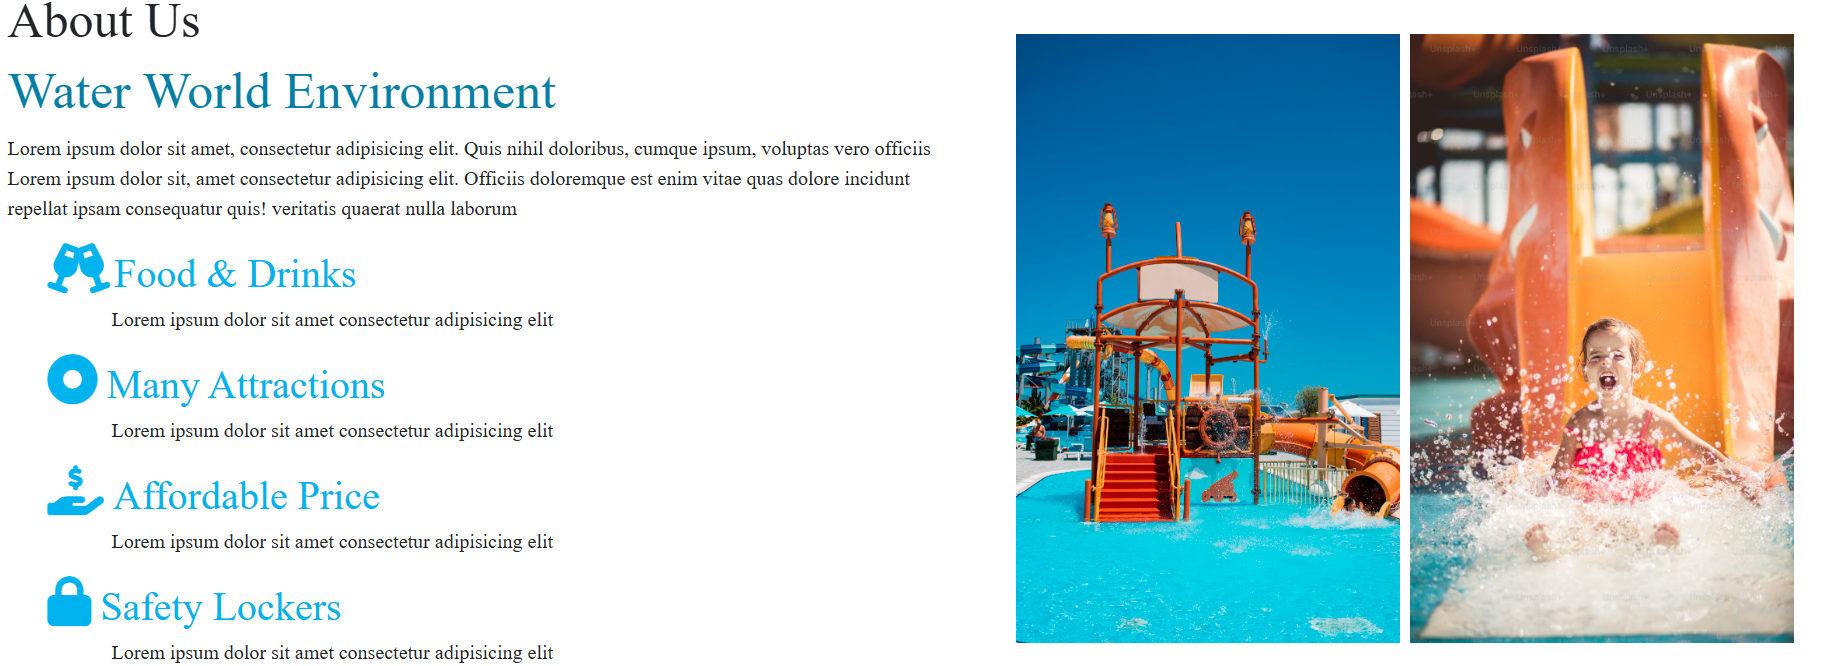 About Us
Water World Environment
Lorem ipsum dolor sit amet, consectetur adipisicing elit. Quis nihil doloribus, cumque ipsum, voluptas vero officiis
Lorem ipsum dolor sit, amet consectetur adipisicing elit. Officiis doloremque est enim vitae quas dolore incidunt
repellat ipsam consequatur quis! veritatis quaerat nulla laborum
Food & Drinks
Lorem ipsum dolor sit amet consectetur adipisicing elit
Many Attractions
Lorem ipsum dolor sit amet consectetur adipisicing elit
Affordable Price
Lorem ipsum dolor sit amet consectetur adipisicing elit
Safety Lockers
Lorem ipsum dolor sit amet consectetur adipisicing elit
Unsplash+